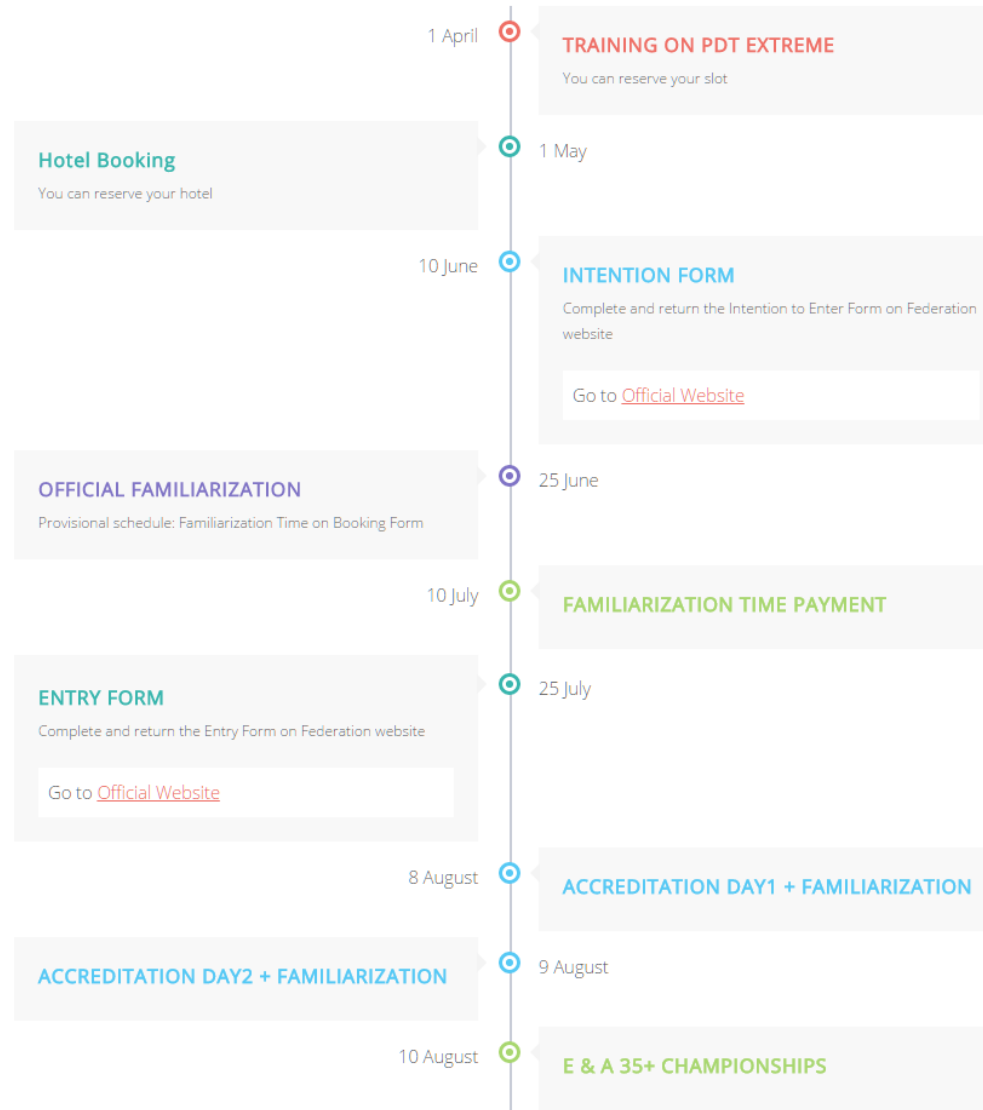 1 April
TRAINING ON PDT EXTREME
You can reserve your slot
Hotel Booking
You can reserve your hotel
1 May
10 June
INTENTION FORM
Complete and return the Intention to Enter Form on Federation
website
Go to Official Website
OFFICIAL FAMILIARIZATION
Provisional schedule: Familiarization Time on Booking Form
25 June
10 July
FAMILIARIZATION TIME PAYMENT
ENTRY FORM
Complete and return the Entry Form on Federation website
Go to Official Website
25 July
8 August
ACCREDITATION DAY1 + FAMILIARIZATION
ACCREDITATION DAY2 + FAMILIARIZATION
9 August
10 August
E & A 35+ CHAMPIONSHIPS